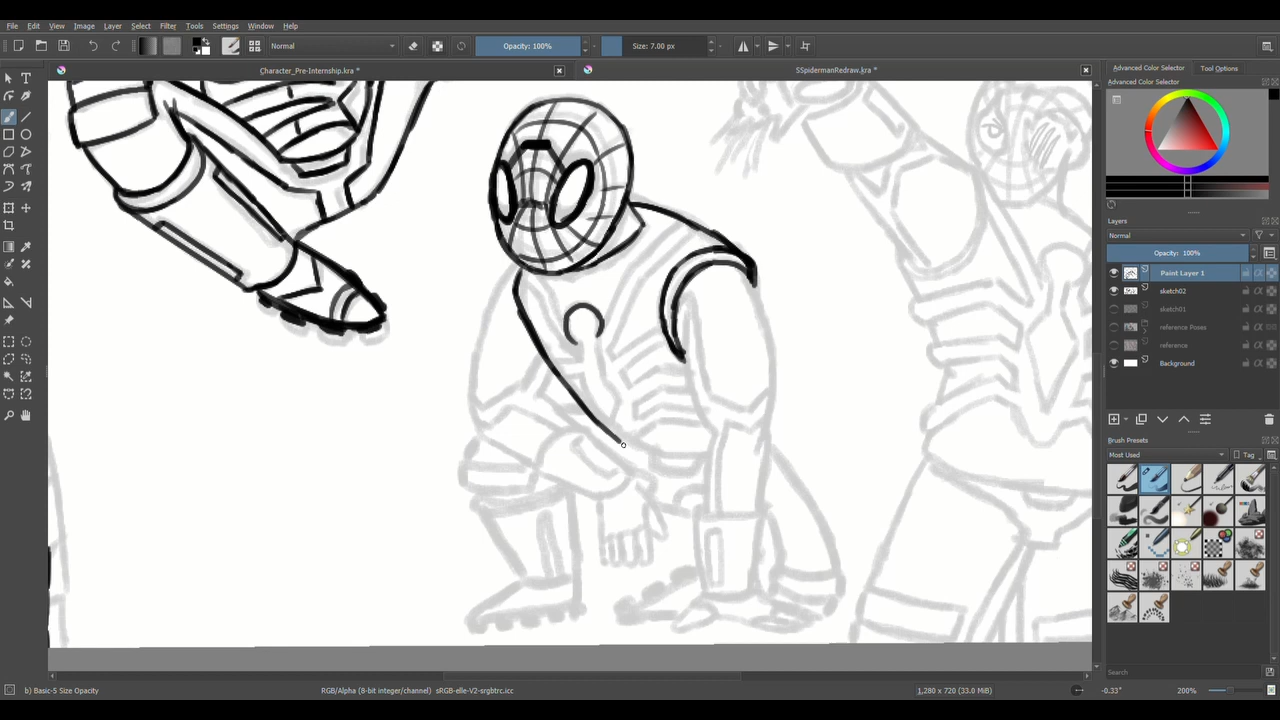 File Edit View Image Layer Select Filter Tools Settings Window Help
Normal Opacity: 100% Size: 7.00 px
Character_Pre-Internship.kra * SSpidermanRedraw.kra *
Advanced Color Selector Tool Options
Advanced Color Selector
Layers
Normal
Opacity: 100%
Paint Layer 1
sketch02
sketch01
reference Poses
reference
Background
Brush Presets
Most Used Tag
Search
b) Basic-5 Size Opacity RGB/Alpha (8-bit integer/channel) sRGB-elle-V2-srgbtrc.icc 1,280 x 720 (33.0 MiB) -0.33° 200%